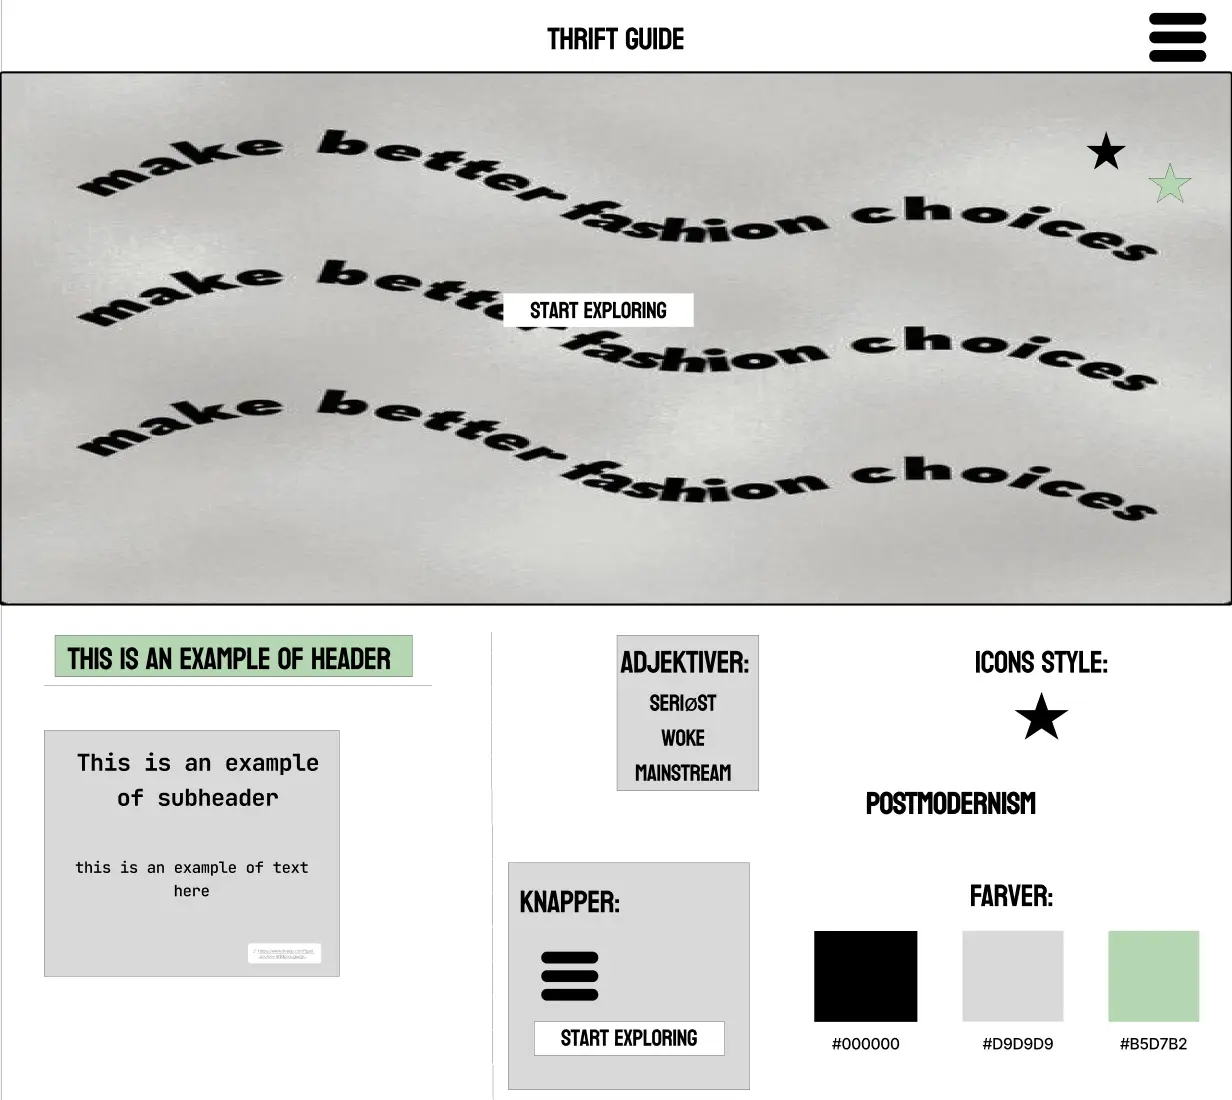 THRIFT GUIDE
make better fashion choices
make bette fashion choices
START EXPLORING
make better fashion choices
THIS IS AN EXAMPLE OF HEADER
This is an example
of subheader
this is an example of text
here
ADJEKTIVER:
SERIØST
WOKE
MAINSTREAM
ICONS STYLE:
POSTMODERNISM
KNAPPER:
START EXPLORING
FARVER:
#000000
#D9D9D9
#B5D7B2